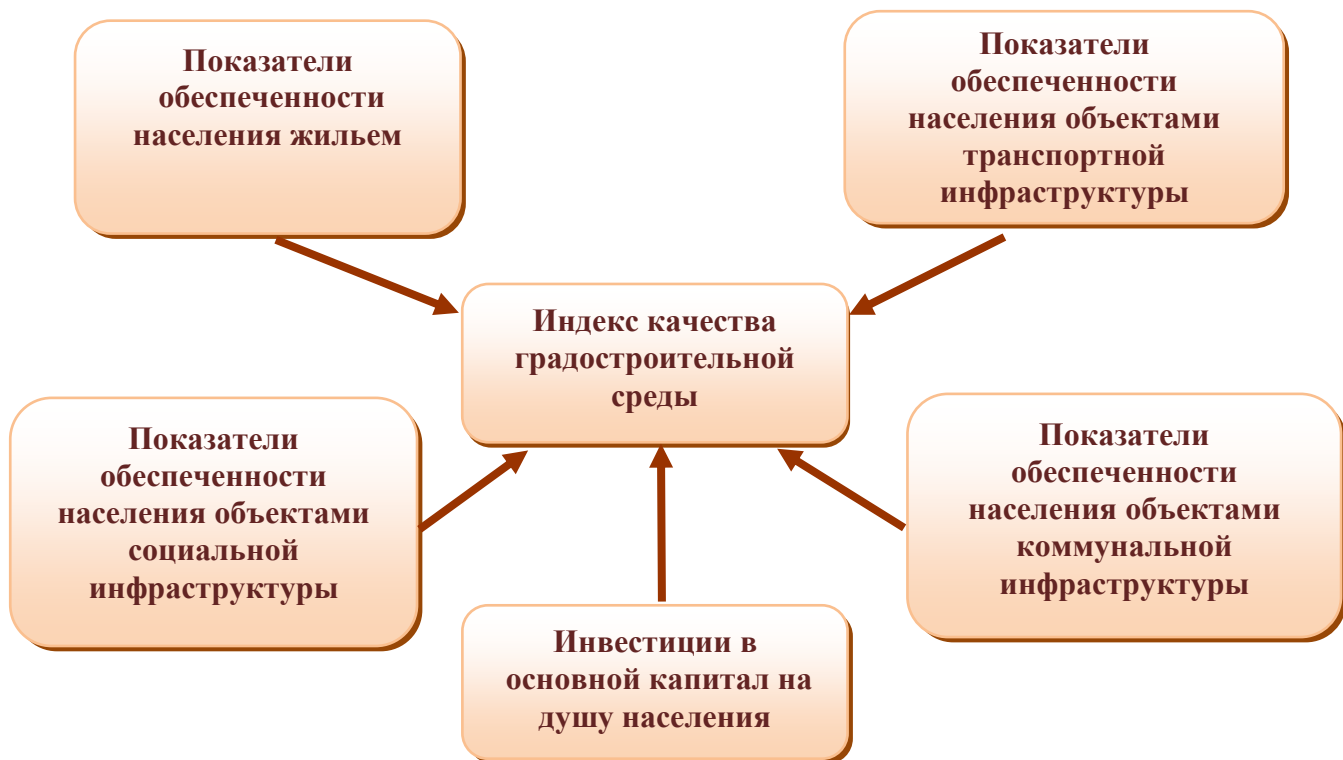 Показатели
обеспеченности
населения жильем
Показатели
обеспеченности
населения объектами
транспортной
инфраструктуры
Индекс качества
градостроительной
среды
Показатели
обеспеченности
населения объектами
социальной
инфраструктуры
Показатели
обеспеченности
населения объектами
коммунальной
инфраструктуры
Инвестиции в
основной капитал на
душу населения